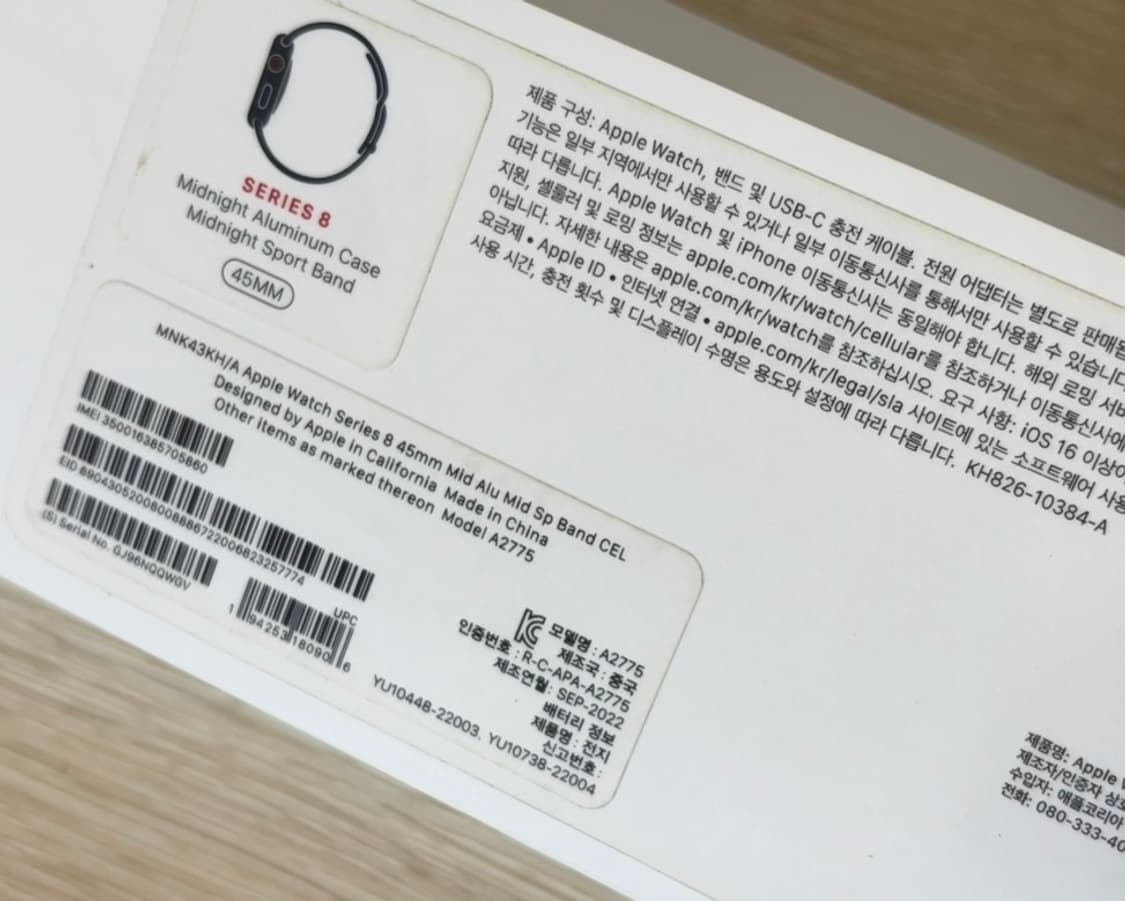 SERIES 8
Midnight Aluminum Case
Midnight Sport Band
45MM
제품 구성: Apple Watch, 밴드 및 USB-C 충전 케이블. 전원 어댑터는 별도로 판매됨
기능은 일부 지역에서만 사용할 수 있거나 일부 이동통신사를 통해서만 사용할 수 있습니다
따라 다릅니다. Apple Watch 및 iPhone 이동통신사는 동일해야 합니다. 해외 로밍 서비
지원, 셀룰러 및 로밍 정보는 apple.com/kr/watch/cellular를 참조하거나 이동통신사에
아닙니다. 자세한 내용은 apple.com/kr/watch를 참조하십시오. 요구 사항: iOS 16 이상이
요금제 • Apple ID • 인터넷 연결 • apple.com/kr/legal/sla 사이트에 있는 소프트웨어 사용
사용 시간, 충전 횟수 및 디스플레이 수명은 용도와 설정에 따라 다릅니다. KH826-10384-A
MNK43KH/A Apple Watch Series 8 45mm Mid Alu Mid Sp Band CEL
Designed by Apple in California Made in China
Other items as marked thereon Model A2775
IMEI 350016385705860
EID 8904305200800886722006823257774
(S) Serial No. GJ96NQQWGV
UPC
1 94253 18090 6
모델명 : A2775
제조국 : 중국
인증번호 : R-C-APA-A2775
제조연월: SEP-2022
배터리 정보
제품명 : 전지
신고번호 :
YU10448-22003, YU10738-22004
제품명: Apple W
제조자/인증자 상호
수입자: 애플코리아
전화: 080-333-40